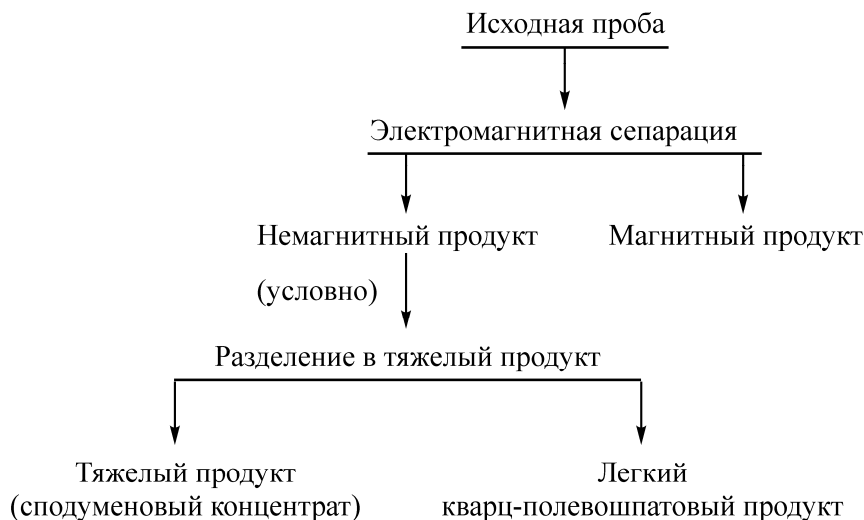 Исходная проба
Электромагнитная сепарация
Немагнитный продукт
Магнитный продукт
(условно)
Разделение в тяжелый продукт
Тяжелый продукт
(сподуменовый концентрат)
Легкий
кварц-полевошпатовый продукт